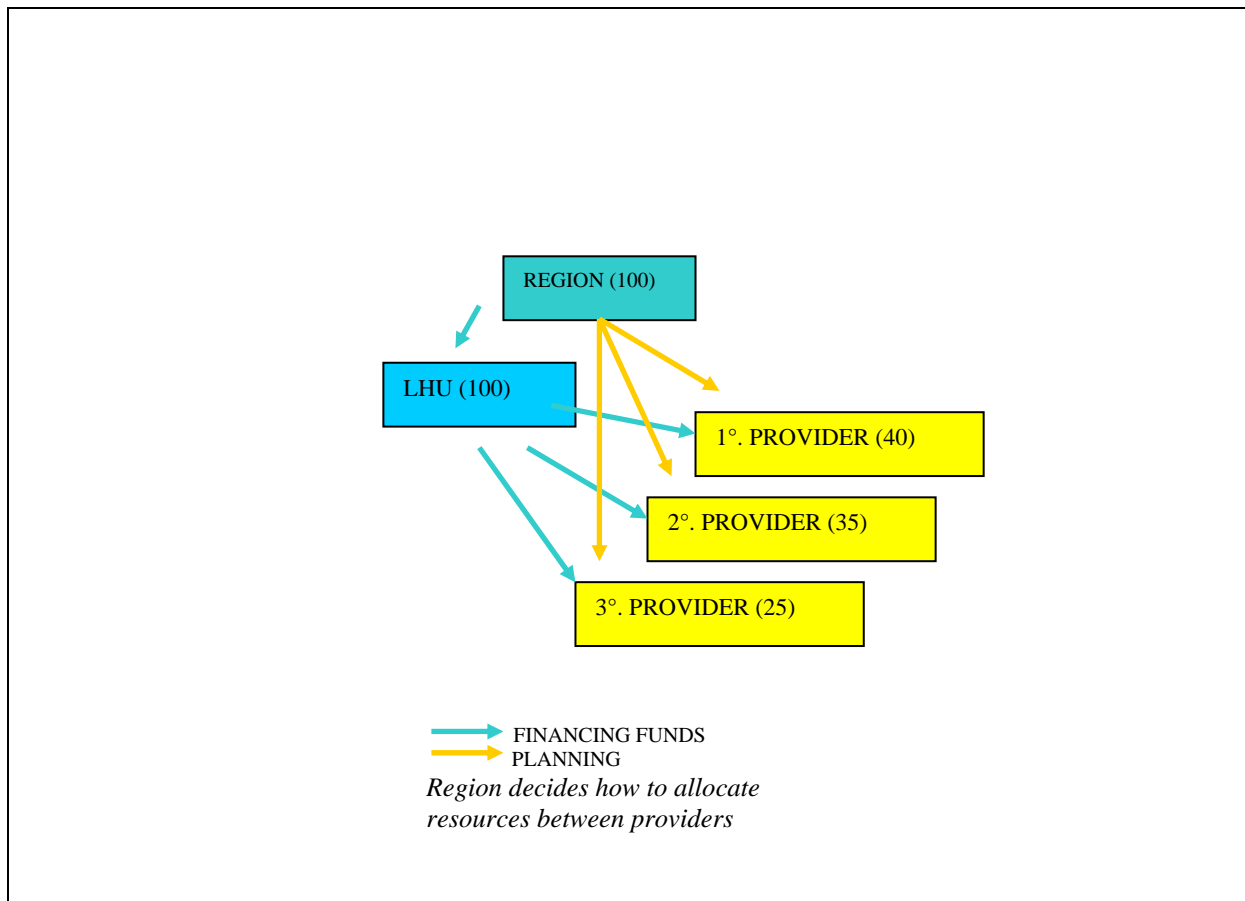 REGION (100)
LHU (100)
1°. PROVIDER (40)
2°. PROVIDER (35)
3°. PROVIDER (25)
FINANCING FUNDS
PLANNING
Region decides how to allocate
resources between providers